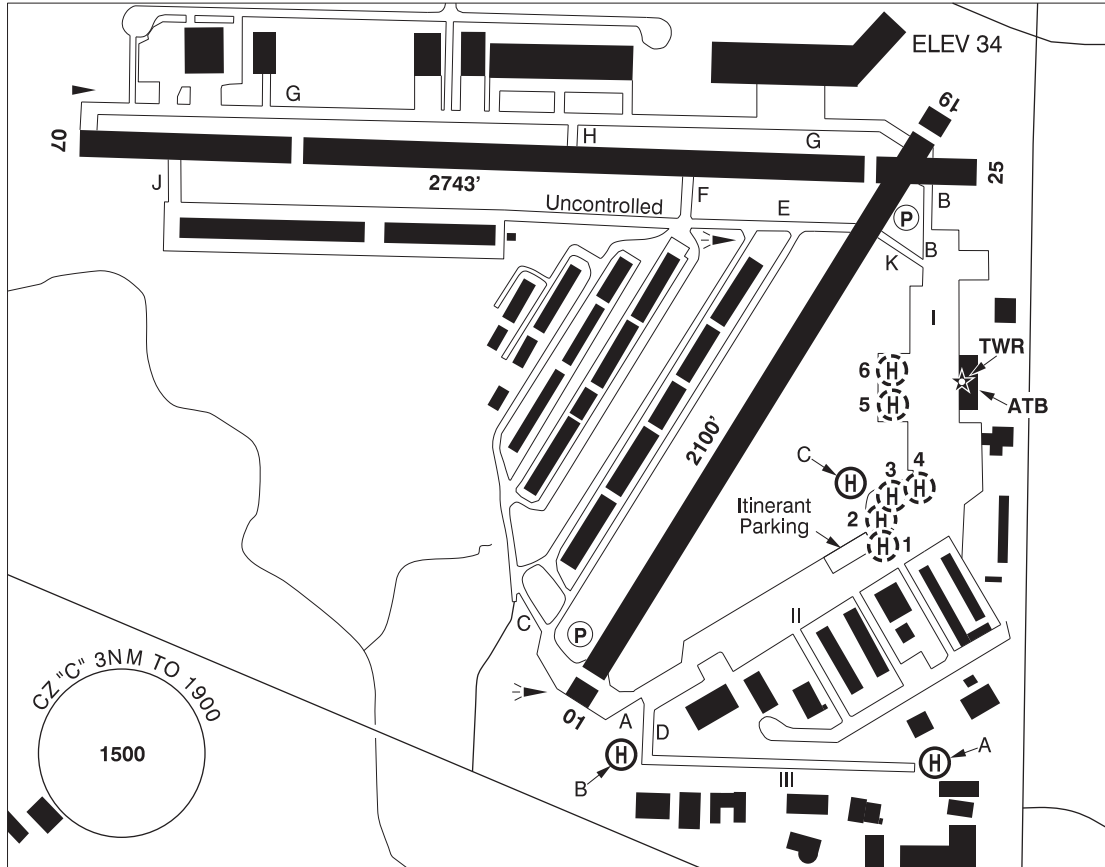 ELEV 34
19
G
07
H
G
25
J
2743'
F
B
Uncontrolled
E
P
B
K
I
TWR
6
5
ATB
2100'
C
H
3
4
H
H
H
H
Itinerant
Parking
2
H
1
H
II
C
P
CZ "C" 3NM TO 1900
1500
01
A
D
H
B
III
H
A